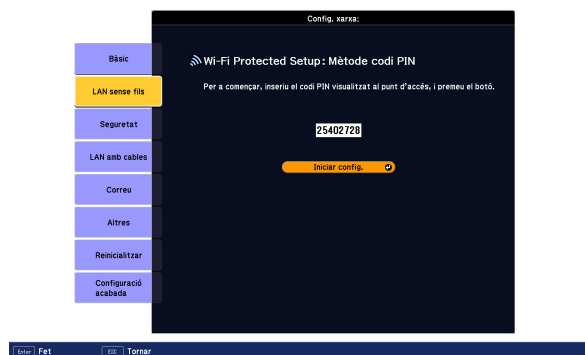 Config. xarxa:
Bàsic
LAN sense fils
Seguretat
LAN amb cables
Correu
Altres
Reinicialitzar
Configuració
acabada
Wi-Fi Protected Setup: Mètode codi PIN
Per a començar, inseriu el codi PIN visualitzat al punt d'accés, i premeu el botó.
25402728
Iniciar config.
Enter Fet
ESC Tornar